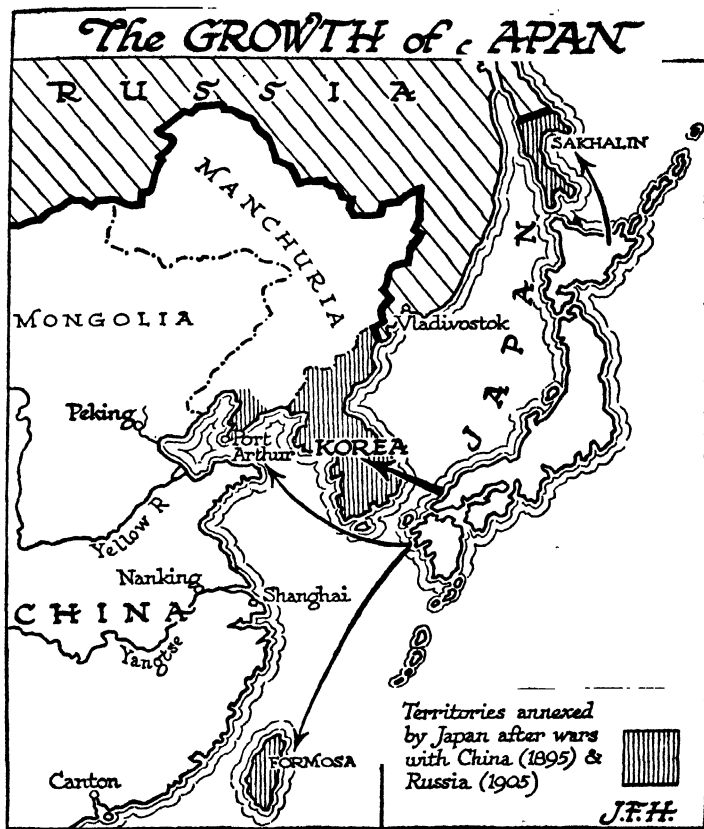 The GROWTH of APAN
RUSSIA
SAKHALIN
MANCHURIA
JAPAN
MONGOLIA
Vladivostok
Peking
Port
Arthur
KOREA
Yellow R
Nanking
Shanghai
CHINA
Yangtse
FORMOSA
Canton
Territories annexed
by Japan after wars
with China (1895) &
Russia (1905)
J.F.H.